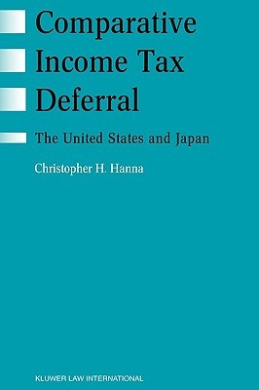 Comparative
Income Tax
Deferral
The United States and Japan
Christopher H. Hanna
KLUWER LAW INTERNATIONAL